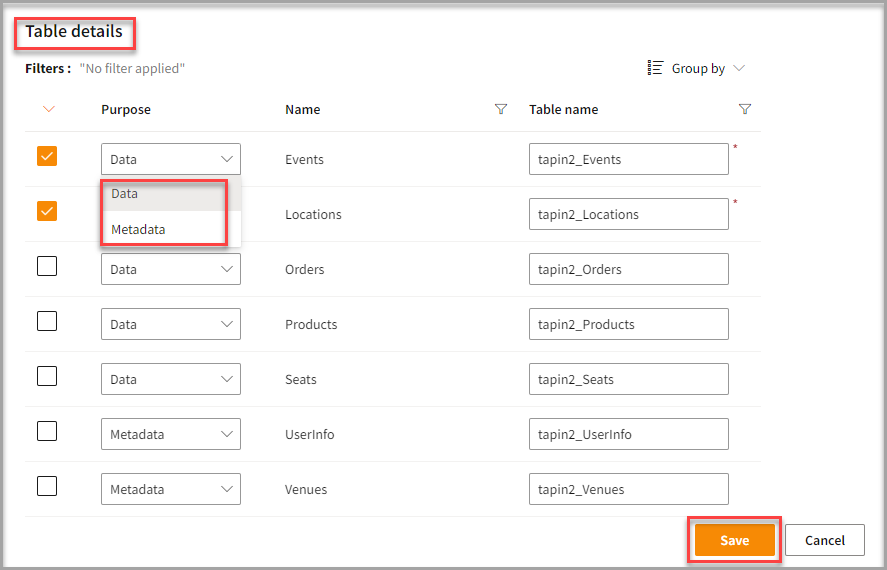 Table details
Filters : "No filter applied" Group by
Purpose Name Table name
Data Events tapin2_Events *
Data
Locations tapin2_Locations *
Metadata
Data Orders tapin2_Orders
Data Products tapin2_Products
Data Seats tapin2_Seats
Metadata UserInfo tapin2_UserInfo
Metadata Venues tapin2_Venues
Save Cancel